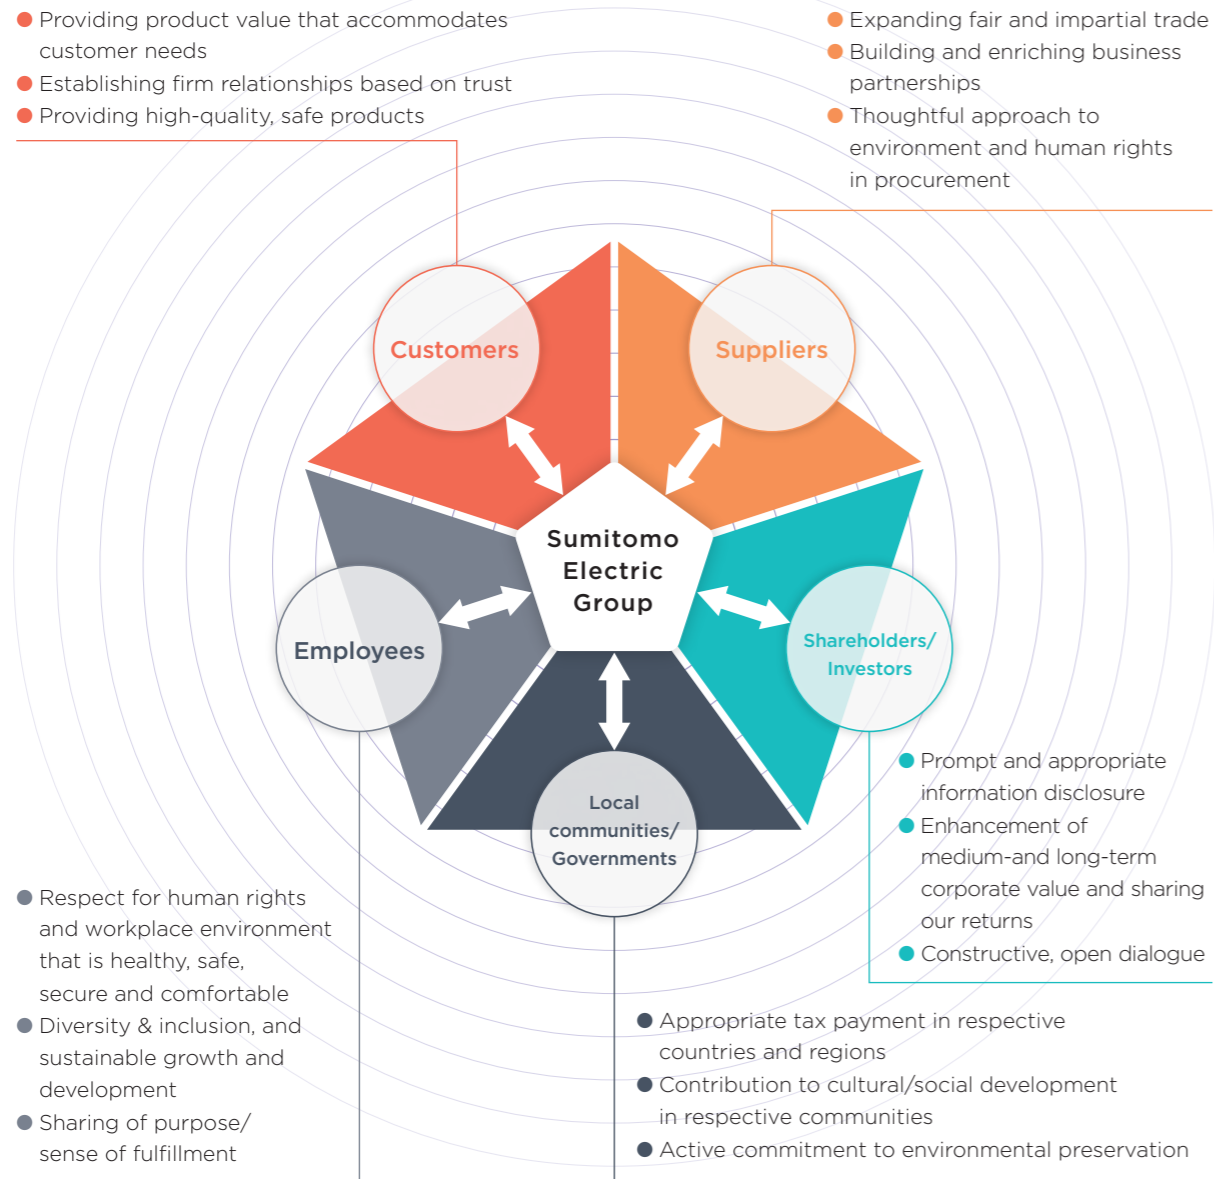 Providing product value that accommodates
customer needs
Establishing firm relationships based on trust
Providing high-quality, safe products
Expanding fair and impartial trade
Building and enriching business
partnerships
Thoughtful approach to
environment and human rights
in procurement
Customers
Suppliers
Sumitomo
Electric
Group
Employees
Shareholders/
Investors
Local
communities/
Governments
Prompt and appropriate
information disclosure
Enhancement of
medium-and long-term
corporate value and sharing
our returns
Constructive, open dialogue
Respect for human rights
and workplace environment
that is healthy, safe,
secure and comfortable
Diversity & inclusion, and
sustainable growth and
development
Sharing of purpose/
sense of fulfillment
Appropriate tax payment in respective
countries and regions
Contribution to cultural/social development
in respective communities
Active commitment to environmental preservation